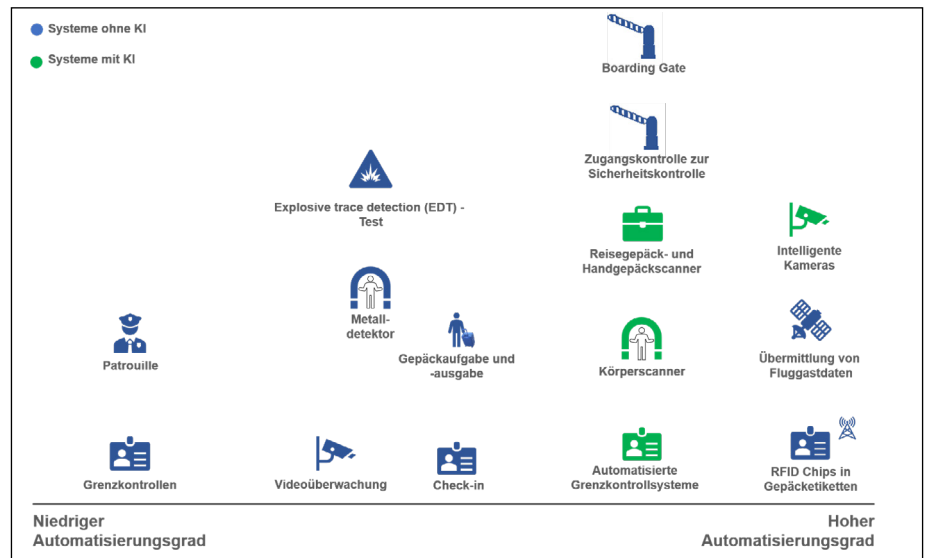 Systeme ohne KI
Systeme mit KI
Boarding Gate
Zugangskontrolle zur
Sicherheitskontrolle
Explosive trace detection (EDT) -
Test
Reisegepäck- und
Handgepäckscanner
Intelligente
Kameras
Metall-
detektor
Patrouille
Gepäckaufgabe und
-ausgabe
Körperscanner
Übermittlung von
Fluggastdaten
Grenzkontrollen
Videoüberwachung
Check-in
Automatisierte
Grenzkontrollsysteme
RFID Chips in
Gepäcketiketten
Niedriger
Automatisierungsgrad
Hoher
Automatisierungsgrad